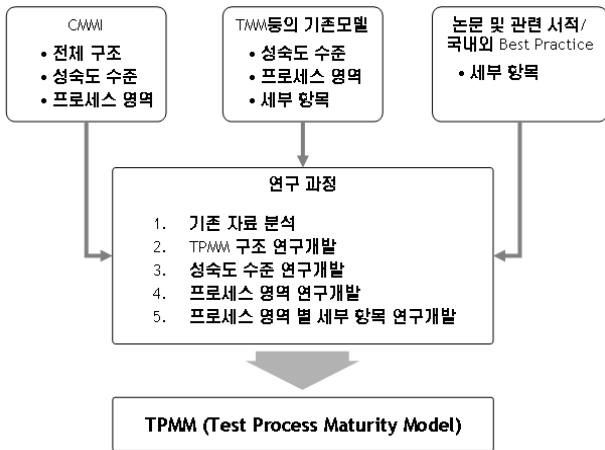 CMMI
• 전체 구조
• 성숙도 수준
• 프로세스 영역
TMM등의 기존모델
• 성숙도 수준
• 프로세스 영역
• 세부 항목
논문 및 관련 서적/
국내외 Best Practice
• 세부 항목
연구 과정
1. 기존 자료 분석
2. TPMM 구조 연구개발
3. 성숙도 수준 연구개발
4. 프로세스 영역 연구개발
5. 프로세스 영역 별 세부 항목 연구개발
TPMM (Test Process Maturity Model)